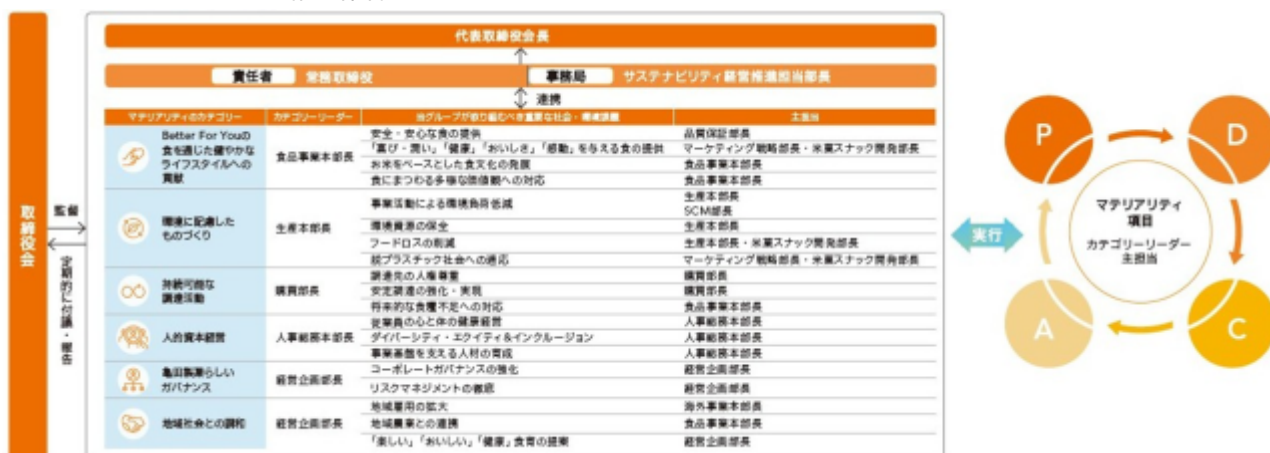 取締役会
監督
定期的に付議・報告
代表取締役会長
責任者 常務取締役
事務局 サステナビリティ経営推進担当部長
連携
マテリアリティのカテゴリー カテゴリーリーダー 当グループが取り組むべき重要な社会・環境課題 主担当
Better For Youの
食を通じた健やかな
ライフスタイルへの
貢献
食品事業本部長
安全・安心な食の提供 品質保証部長
「喜び・潤い」「健康」「おいしさ」「感動」を与える食の提供 マーケティング戦略部長・米菓スナック開発部長
お米をベースとした食文化の発展 食品事業本部長
食にまつわる多様な価値観への対応 食品事業本部長
環境に配慮した
ものづくり
生産本部長
事業活動による環境負荷低減 生産本部長
SCM部長
環境資源の保全 生産本部長
フードロスの削減 生産本部長・米菓スナック開発部長
脱プラスチック社会への適応 マーケティング戦略部長・米菓スナック開発部長
持続可能な
調達活動
購買部長
調達先の人権尊重 購買部長
安定調達の強化・実現 購買部長
将来的な食糧不足への対応 食品事業本部長
人的資本経営
人事総務本部長
従業員の心と体の健康経営 人事総務本部長
ダイバーシティ・エクイティ&インクルージョン 人事総務本部長
事業基盤を支える人材の育成 人事総務本部長
亀田製菓らしい
ガバナンス
経営企画部長
コーポレートガバナンスの強化 経営企画部長
リスクマネジメントの徹底 経営企画部長
地域社会との調和
経営企画部長
地域雇用の拡大 海外事業本部長
地域農業との連携 食品事業本部長
「楽しい」「おいしい」「健康」食育の提案 経営企画部長
実行
P
D
マテリアリティ
項目
カテゴリーリーダー
主担当
A
C